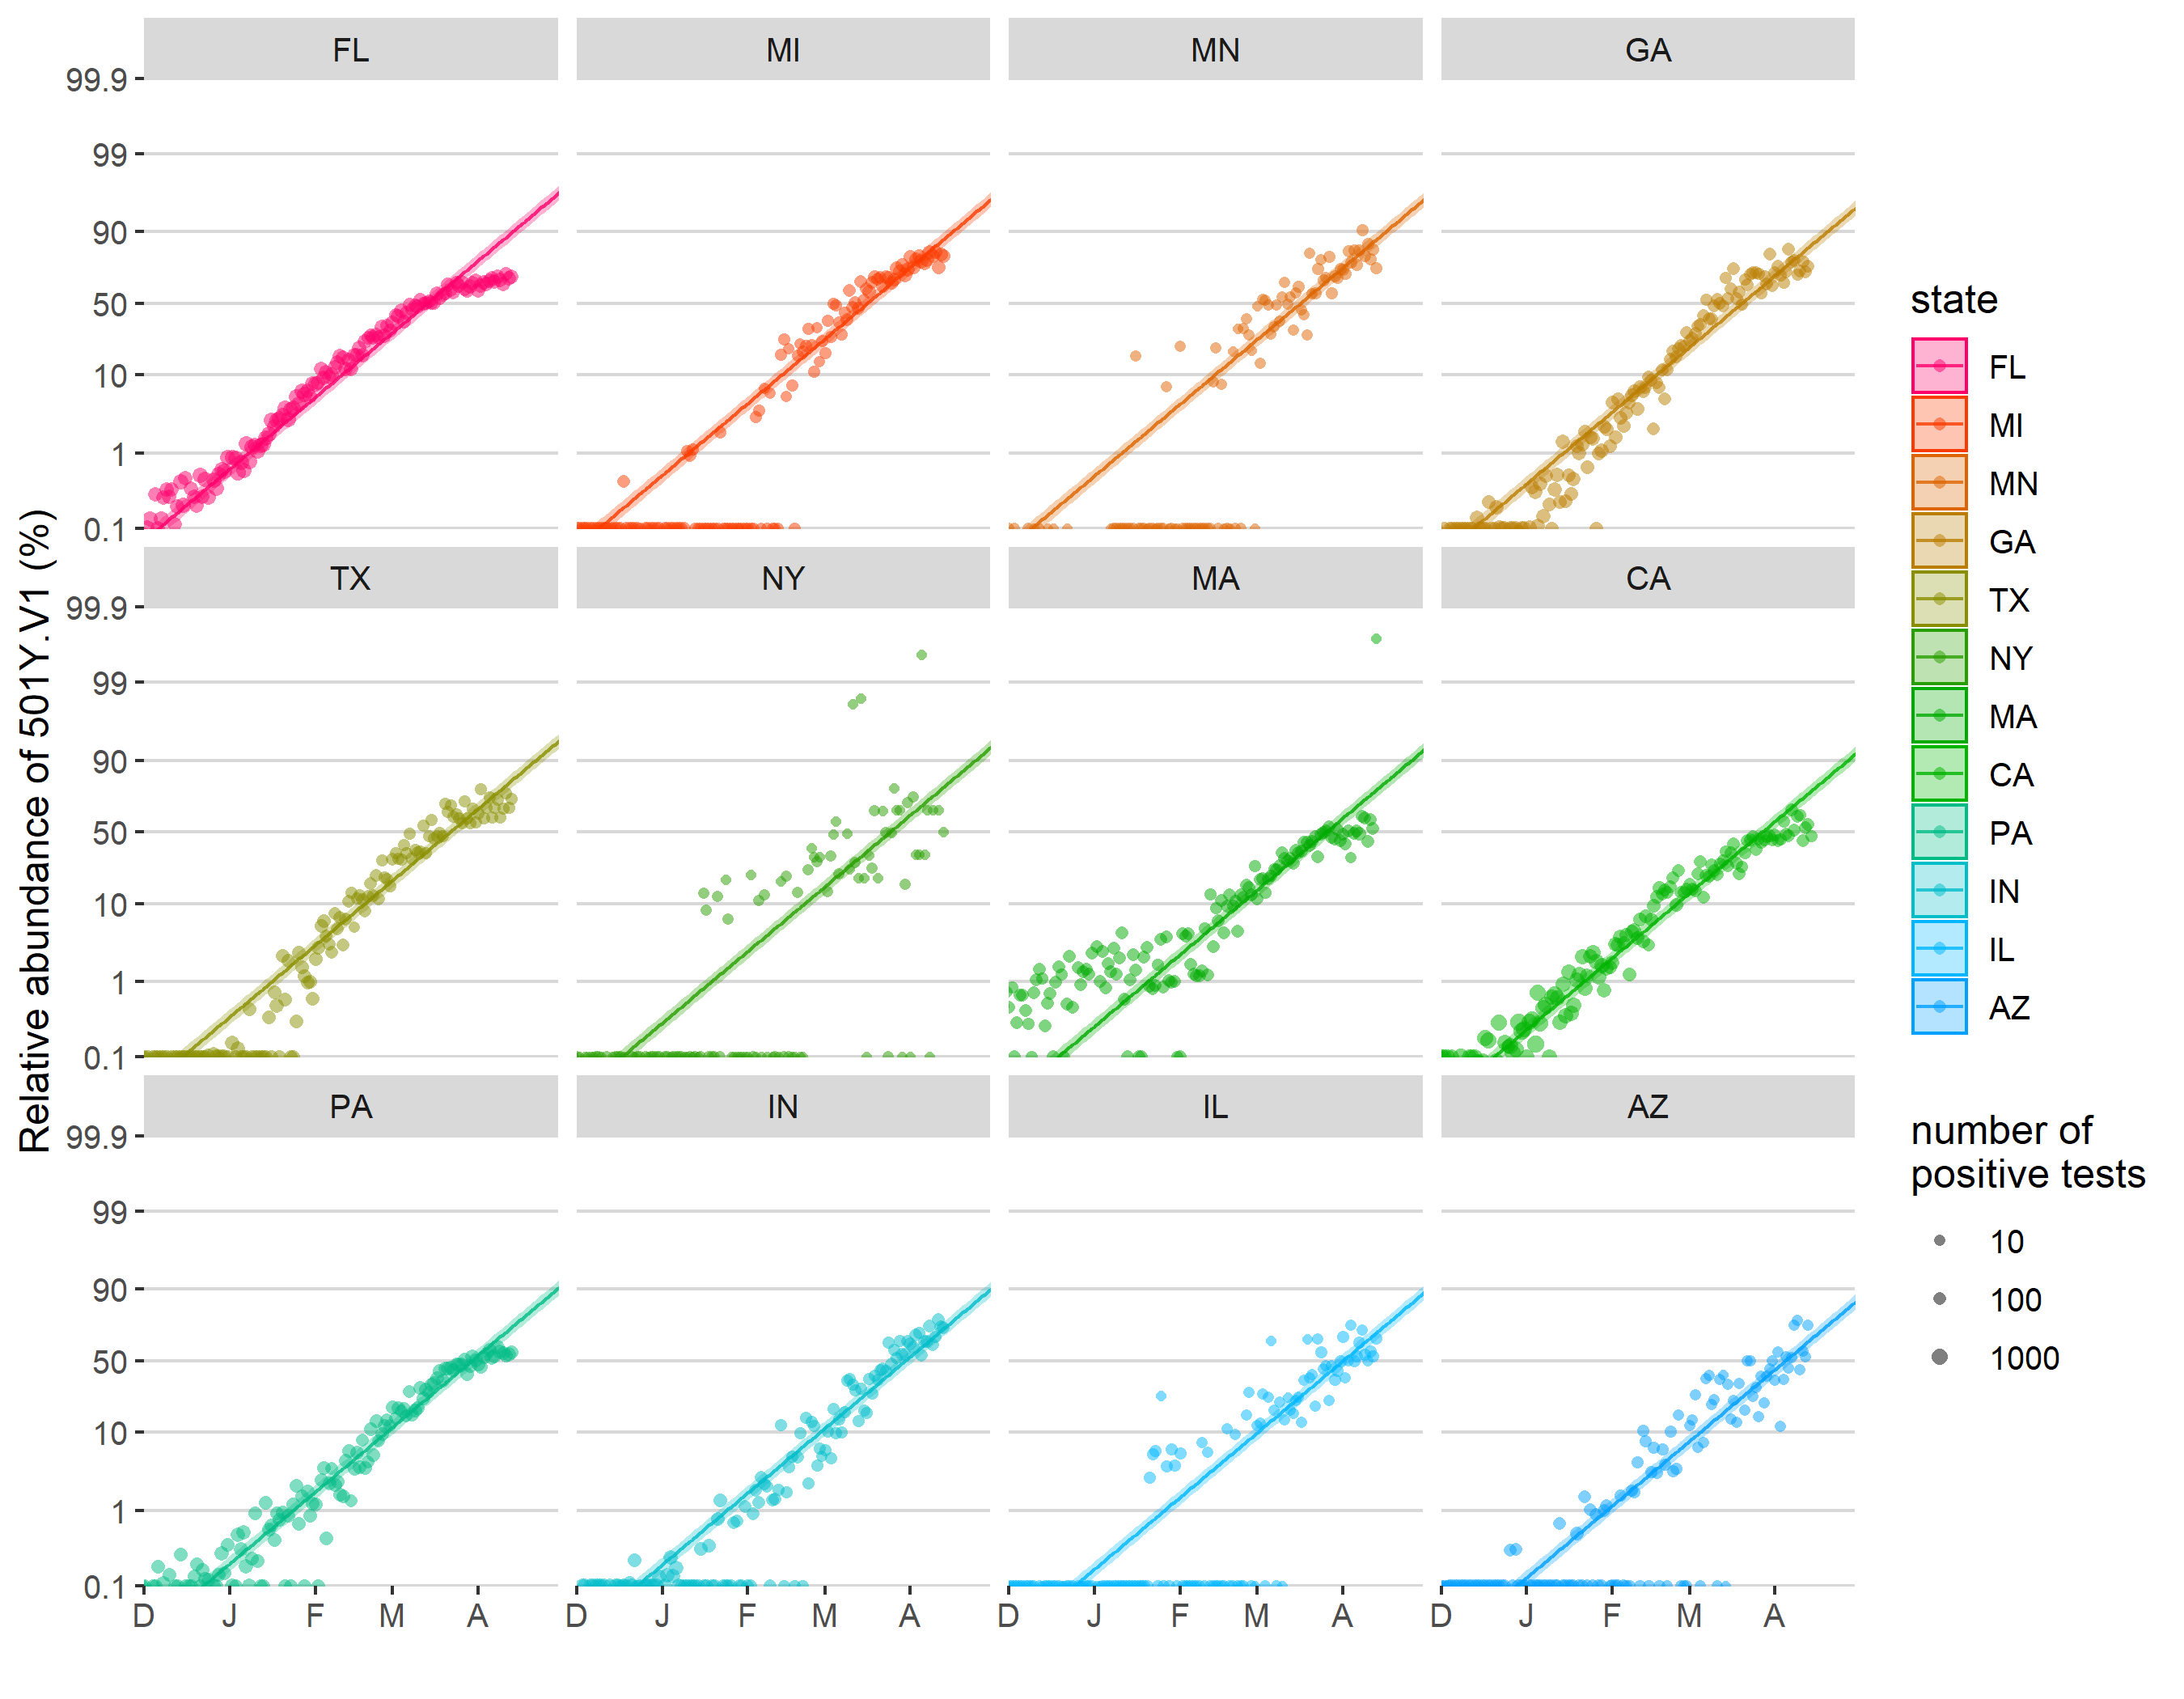 FL MI MN GA
99.9
99
90
50
10
1
0.1
TX NY MA CA
99.9
99
90
50
10
1
0.1
PA IN IL AZ
99.9
99
90
50
10
1
0.1
D J F M A D J F M A D J F M A D J F M A
Relative abundance of 501Y.V1 (%)
state
FL
MI
MN
GA
TX
NY
MA
CA
PA
IN
IL
AZ
number of
positive tests
10
100
1000